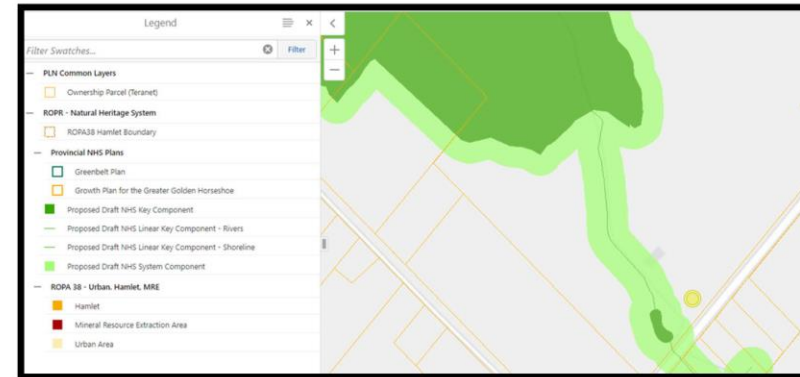 Legend
Filter Swatches...
Filter
PLN Common Layers
Ownership Parcel (Teranet)
ROPR - Natural Heritage System
ROPA38 Hamlet Boundary
Provincial NHS Plans
Greenbelt Plan
Growth Plan for the Greater Golden Horseshoe
Proposed Draft NHS Key Component
Proposed Draft NHS Linear Key Component - Rivers
Proposed Draft NHS Linear Key Component - Shoreline
Proposed Draft NHS System Component
ROPA 38 - Urban. Hamlet, MRE
Hamlet
Mineral Resource Extraction Area
Urban Area